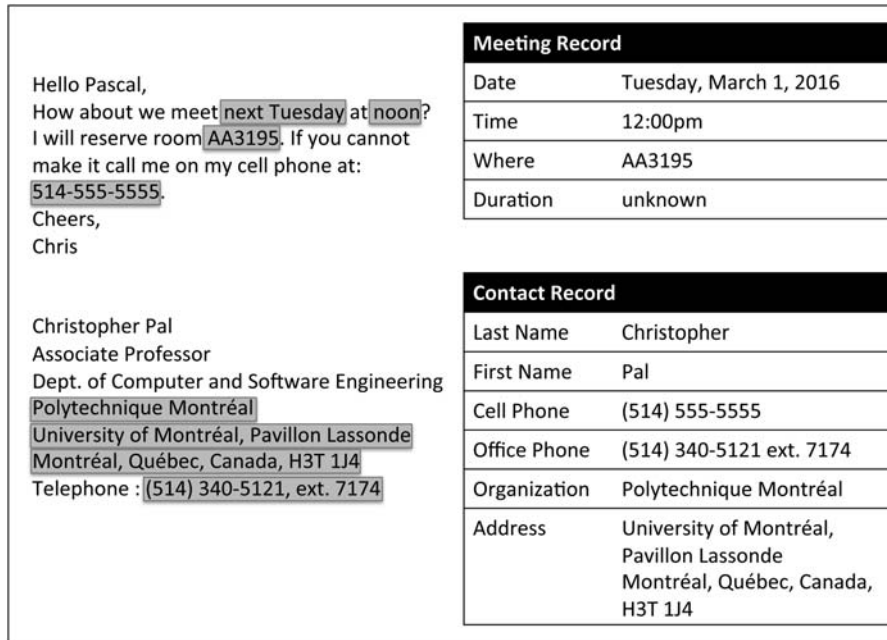 Hello Pascal,
How about we meet next Tuesday at noon?
I will reserve room AA3195. If you cannot
make it call me on my cell phone at:
514-555-5555.
Cheers,
Chris
Christopher Pal
Associate Professor
Dept. of Computer and Software Engineering
Polytechnique Montréal
University of Montréal, Pavillon Lassonde
Montréal, Québec, Canada, H3T 1J4
Telephone : (514) 340-5121, ext. 7174
Meeting Record
Date Tuesday, March 1, 2016
Time 12:00pm
Where AA3195
Duration unknown
Contact Record
Last Name Christopher
First Name Pal
Cell Phone (514) 555-5555
Office Phone (514) 340-5121 ext. 7174
Organization Polytechnique Montréal
Address University of Montréal,
Pavillon Lassonde
Montréal, Québec, Canada,
H3T 1J4